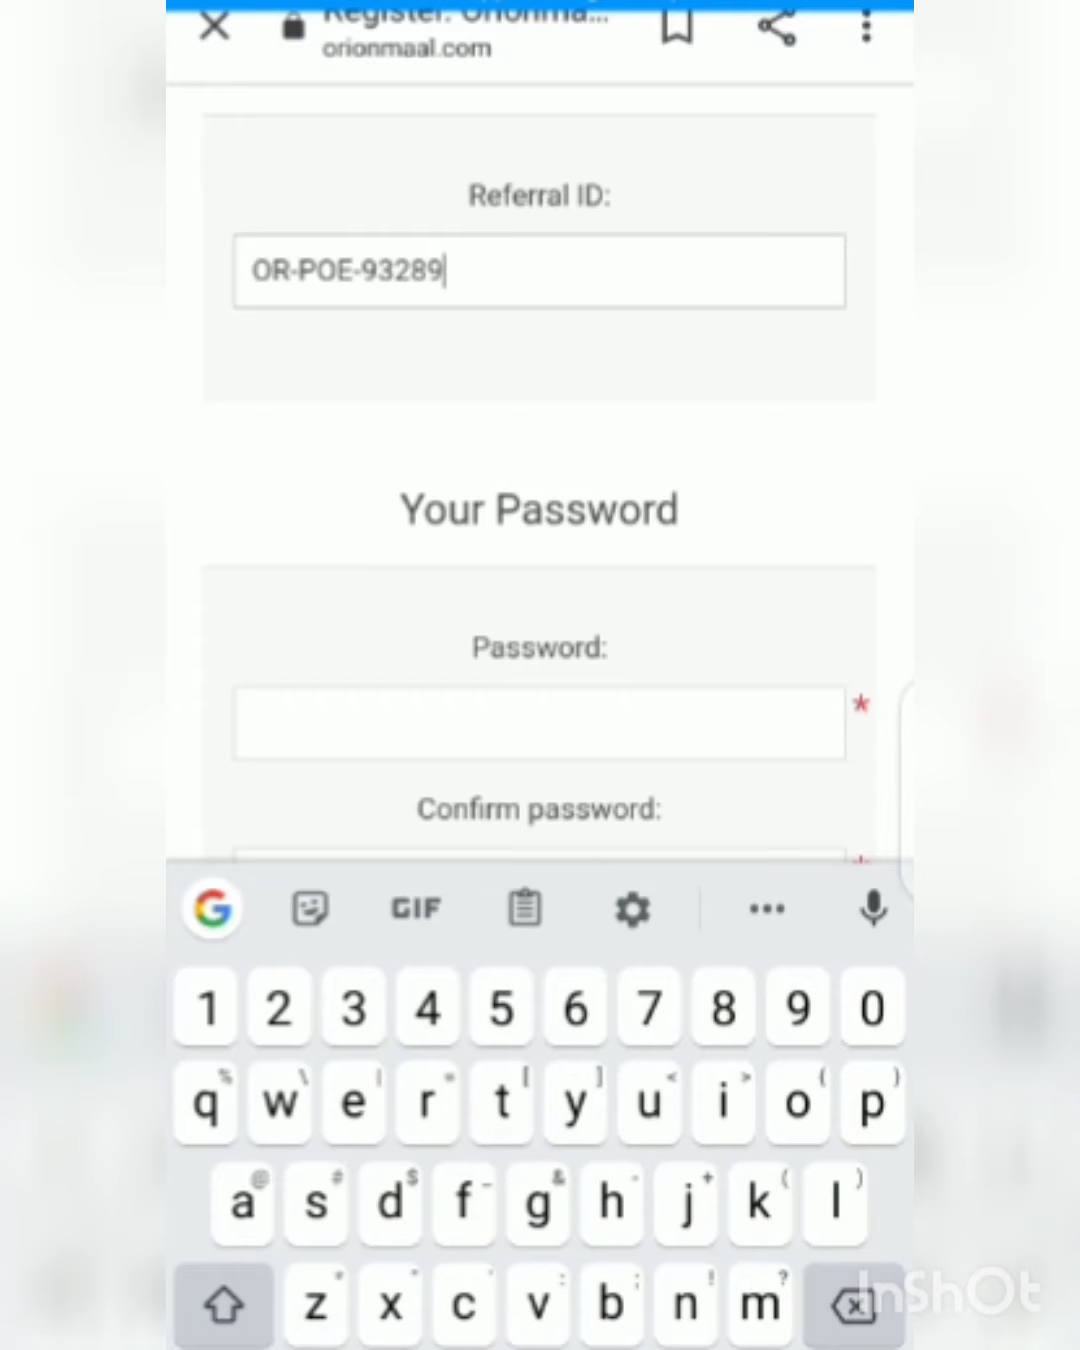 Register. Orionma...
orionmaal.com
Referral ID:
OR-POE-93289
Your Password
Password:
*
Confirm password:
*
G
GIF
1 2 3 4 5 6 7 8 9 0
q w e r t y u i o p
a s d f g h j k l
z x c v b n m
InShOt